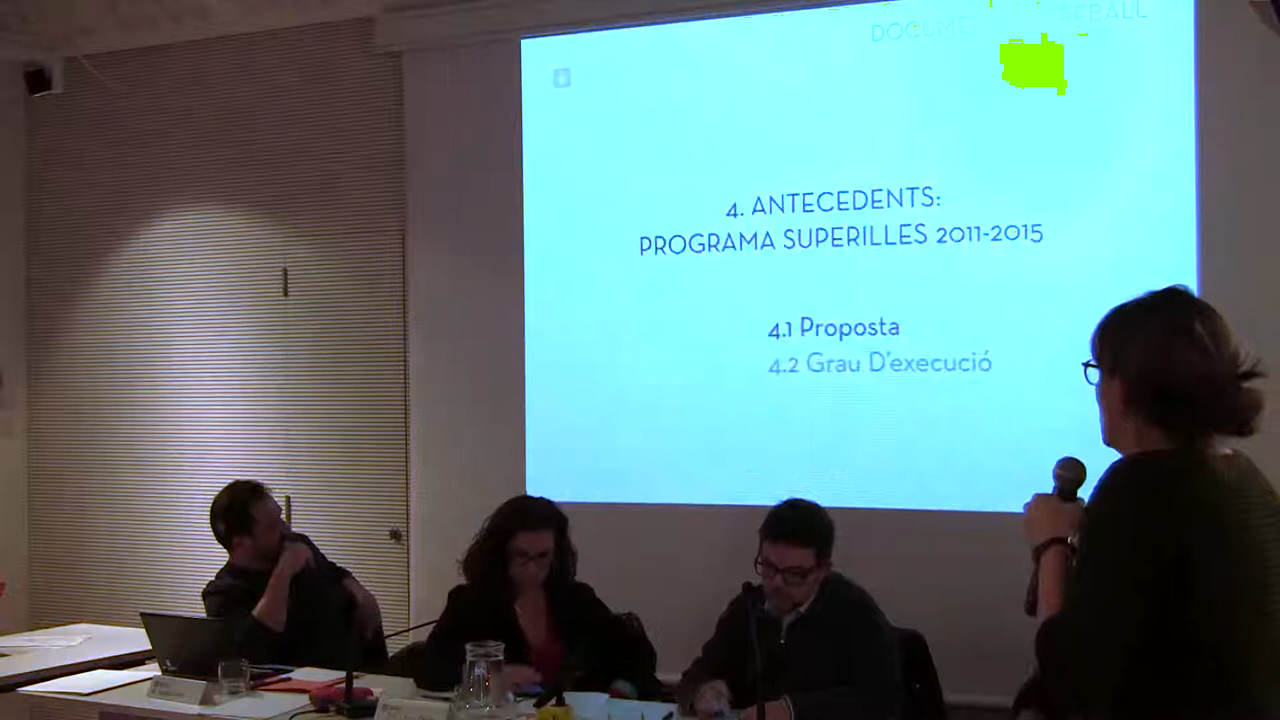 4. ANTECEDENTS:
PROGRAMA SUPERILLES 2011-2015
4.1 Proposta
4.2 Grau D'execució